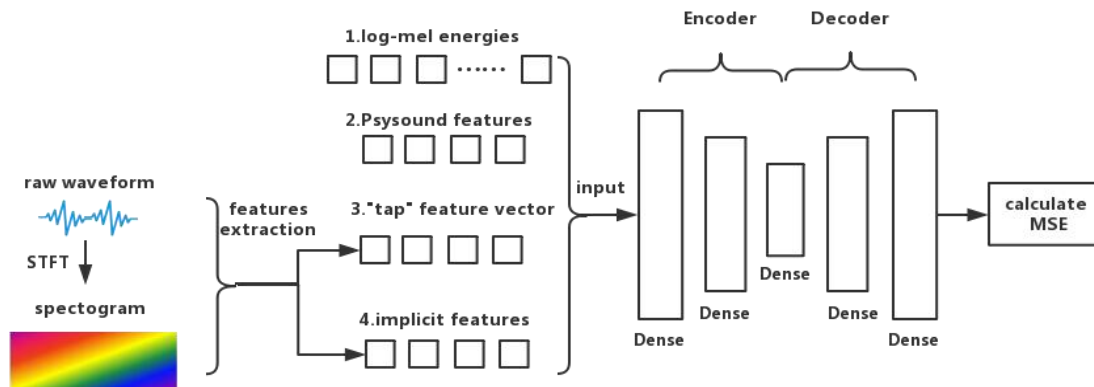 Encoder
Decoder
1.log-mel energies
2.Psysound features
raw waveform
STFT
spectogram
features
extraction
3."tap" feature vector
4.implicit features
input
Dense
Dense
Dense
Dense
Dense
calculate
MSE